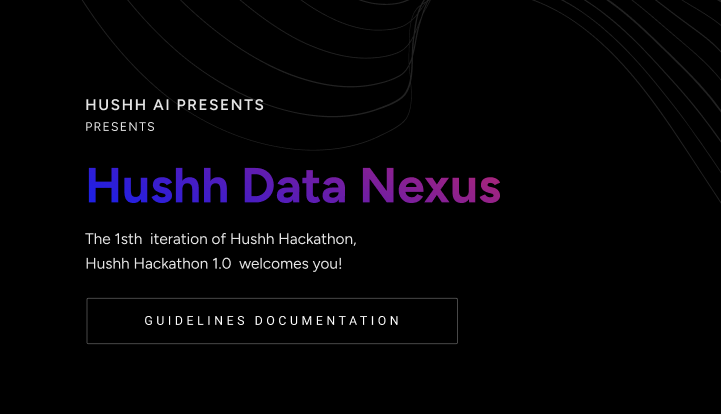 HUSHH AI PRESENTS
PRESENTS
Hushh Data Nexus
The 1sth  iteration of Hushh Hackathon,
Hushh Hackathon 1.0  welcomes you!
GUIDELINES DOCUMENTATION